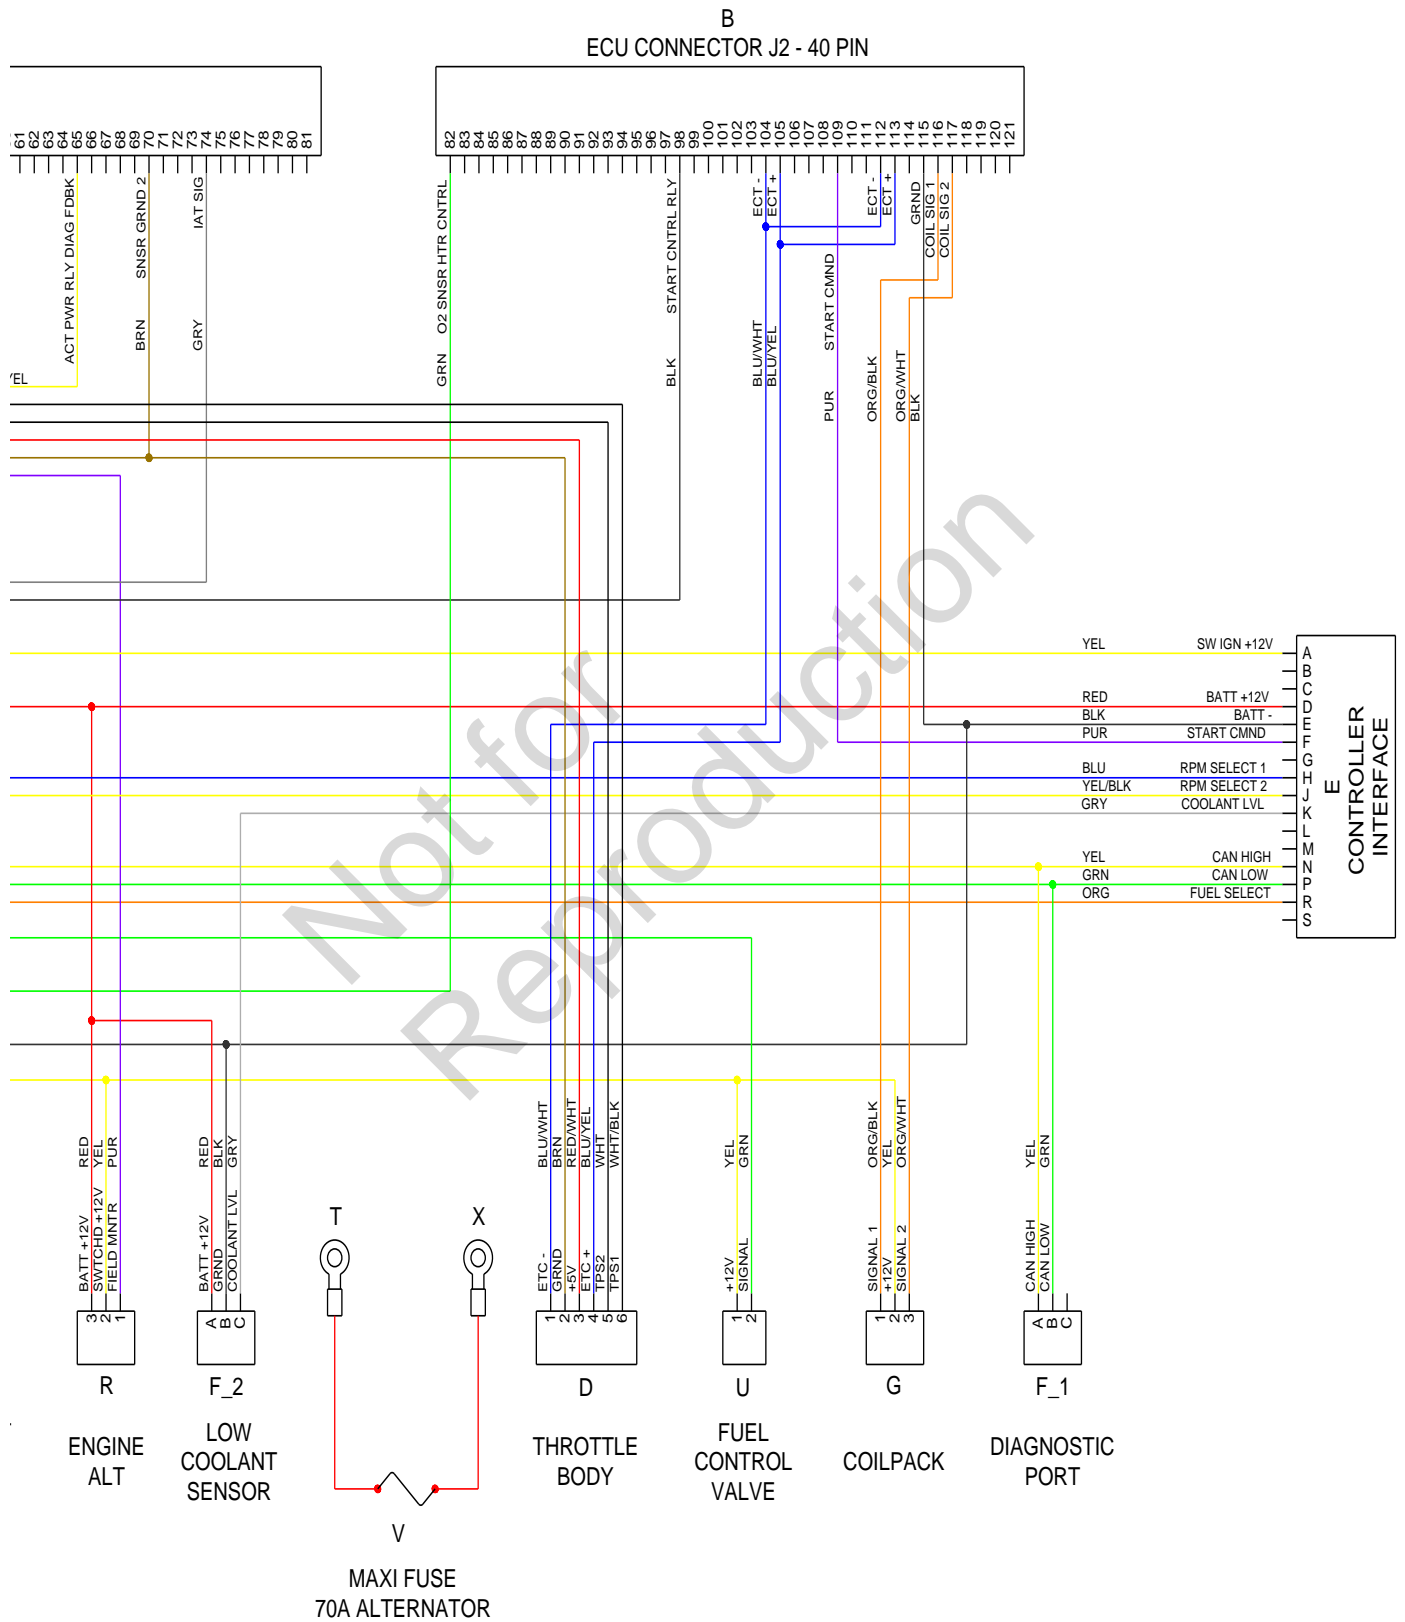 B
ECU CONNECTOR J2 - 40 PIN
61 62 63 64 65 66 67 68 69 70 71 72 73 74 75 76 77 78 79 80 81
82 83 84 85 86 87 88 89 90 91 92 93 94 95 96 97 98 99 100 101 102 103 104 105 106 107 108 109 110 111 112 113 114 115 116 117 118 119 120 121
ACT PWR RLY DIAG FDBK
BRN SNSR GRND 2
GRY IAT SIG
GRN O2 SNSR HTR CNTRL
BLK START CNTRL RLY
BLU/WHT ECT -
BLU/YEL ECT +
PUR START CMND
ECT -
ECT +
GRND
COIL SIG 1
COIL SIG 2
ORG/BLK
ORG/WHT
BLK
YEL
Not for
Reproduction
YEL SW IGN +12V A
B
C
RED BATT +12V D
BLK BATT - E
PUR START CMND F
G
BLU RPM SELECT 1 H
YEL/BLK RPM SELECT 2 J
GRY COOLANT LVL K
L
M
YEL CAN HIGH N
GRN CAN LOW P
ORG FUEL SELECT R
S
E
CONTROLLER
INTERFACE
BATT +12V RED
SWTCHD +12V YEL
FIELD MNTR PUR
3 2 1
R
ENGINE
ALT
BATT +12V RED
GRND BLK
COOLANT LVL GRY
A B C
F_2
LOW
COOLANT
SENSOR
T
X
V
MAXI FUSE
70A ALTERNATOR
ETC - BLU/WHT
GRND BRN
+5V RED/WHT
ETC + BLU/YEL
TPS2 WHT
TPS1 WHT/BLK
1 2 3 4 5 6
D
THROTTLE
BODY
+12V YEL
SIGNAL GRN
1 2
U
FUEL
CONTROL
VALVE
SIGNAL 1 ORG/BLK
+12V YEL
SIGNAL 2 ORG/WHT
1 2 3
G
COILPACK
CAN HIGH YEL
CAN LOW GRN
A B C
F_1
DIAGNOSTIC
PORT